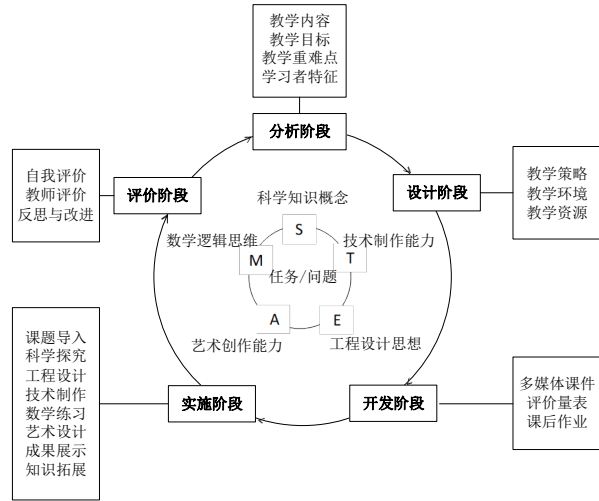 教学内容
教学目标
教学重难点
学习者特征
分析阶段
自我评价
教师评价
反思与改进
评价阶段
设计阶段
教学策略
教学环境
教学资源
科学知识概念
S
数学逻辑思维
技术制作能力
M
T
任务/问题
A
E
艺术创作能力
工程设计思想
课题导入
科学探究
工程设计
技术制作
数学练习
艺术设计
成果展示
知识拓展
实施阶段
开发阶段
多媒体课件
评价量表
课后作业